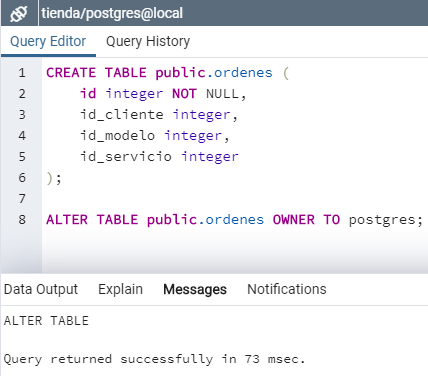 tienda/postgres@local
Query Editor Query History
1 CREATE TABLE public.ordenes (
2 id integer NOT NULL,
3 id_cliente integer,
4 id_modelo integer,
5 id_servicio integer
6 );
7
8 ALTER TABLE public.ordenes OWNER TO postgres;
Data Output Explain Messages Notifications
ALTER TABLE
Query returned successfully in 73 msec.